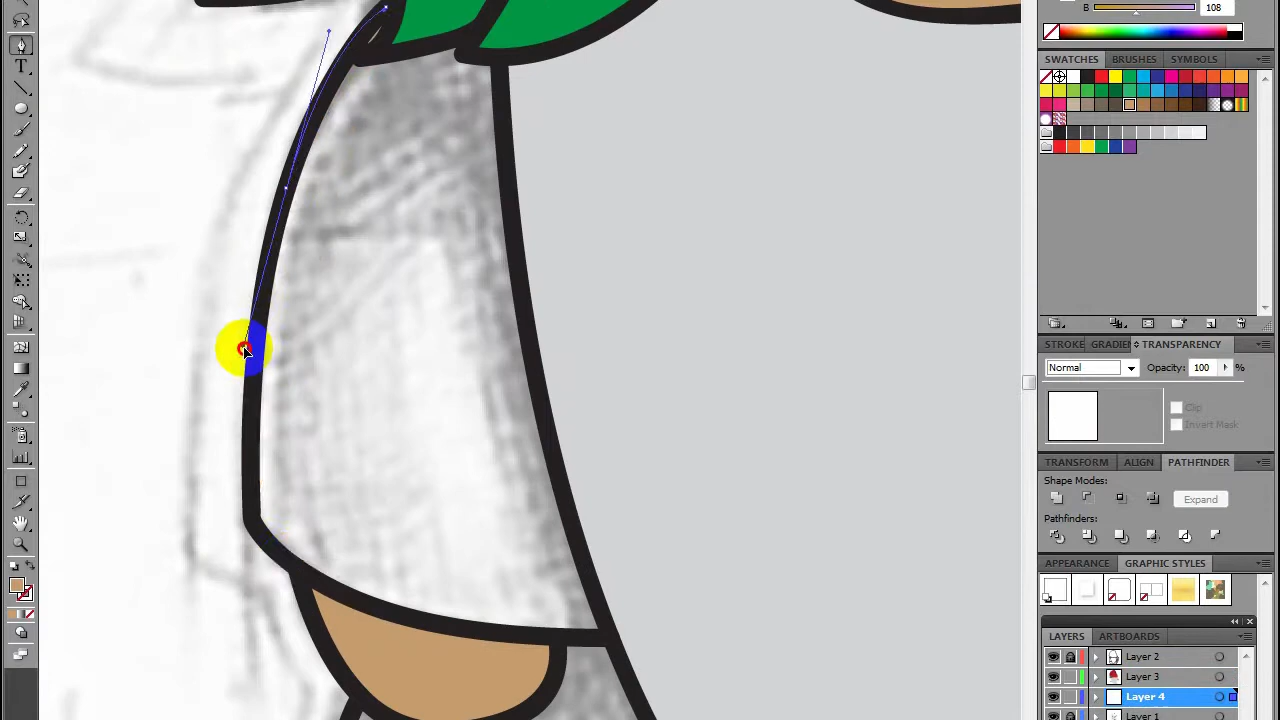 B 108
SWATCHES BRUSHES SYMBOLS
STROKE GRADIEN TRANSPARENCY
Normal Opacity: 100 %
Clip
Invert Mask
TRANSFORM ALIGN PATHFINDER
Shape Modes:
Expand
Pathfinders:
APPEARANCE GRAPHIC STYLES
LAYERS ARTBOARDS
Layer 2
Layer 3
Layer 4
Layer 1